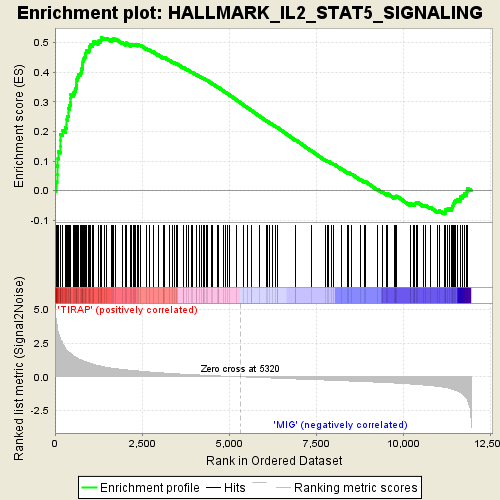 Enrichment plot: HALLMARK_IL2_STAT5_SIGNALING
Enrichment score (ES)
0.5
0.4
0.3
0.2
0.1
0.0
-0.1
Ranked list metric (Signal2Noise)
5.0
2.5
0.0
-2.5
'TIRAP' (positively correlated)
Zero cross at 5320
'MIG' (negatively correlated)
0
2,500
5,000
7,500
10,000
12,500
Rank in Ordered Dataset
Enrichment profile
Hits
Ranking metric scores